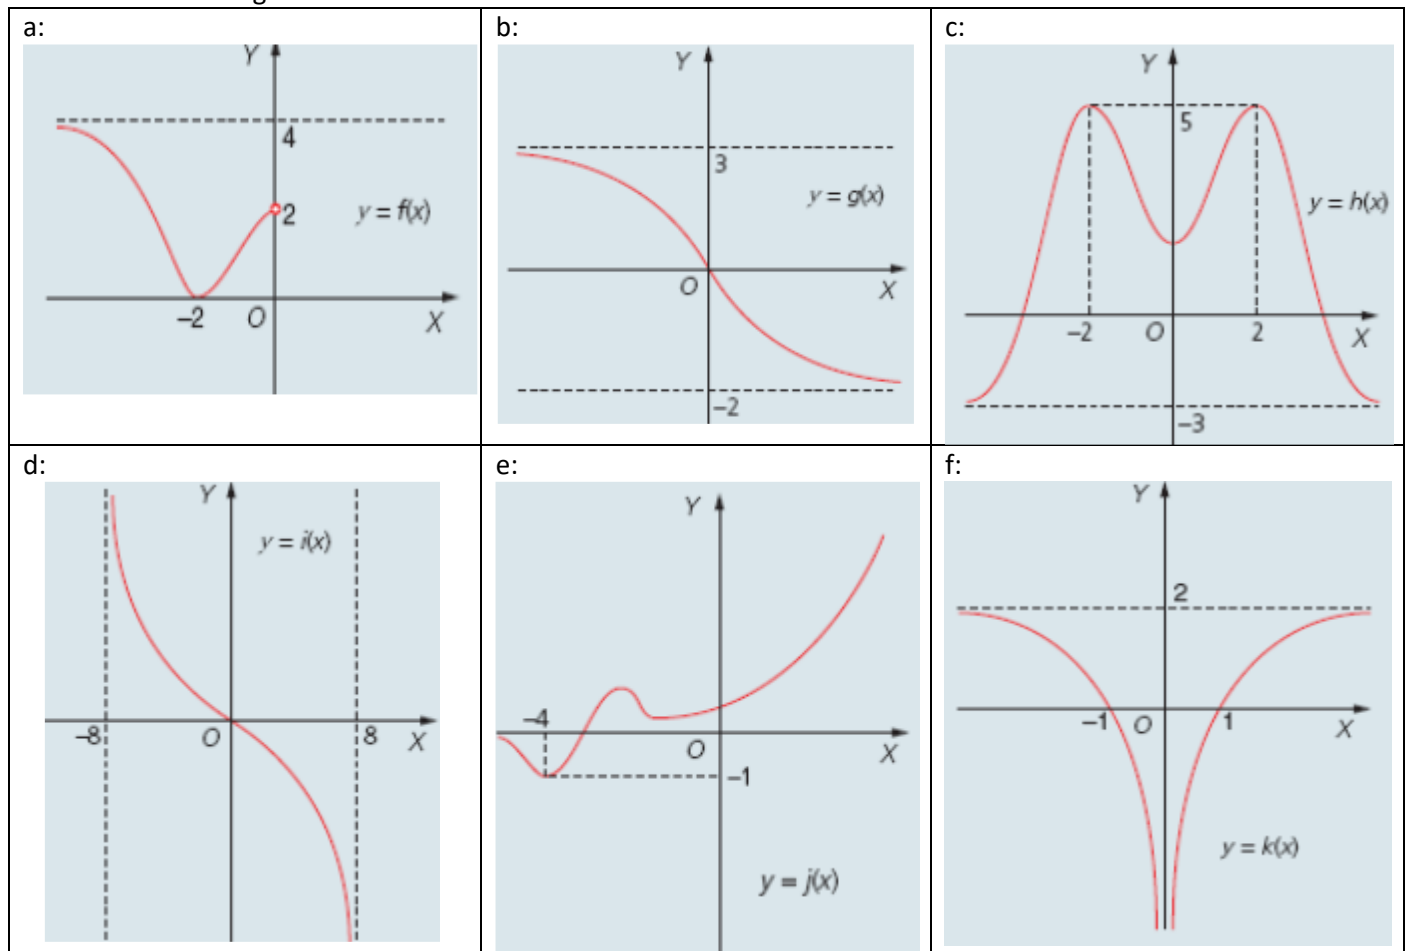 a:
Y
4
2
y = f(x)
–2
O
X
b:
Y
3
y = g(x)
O
X
–2
c:
Y
5
y = h(x)
–2
O
2
X
–3
d:
Y
y = i(x)
–8
O
8
X
e:
Y
–4
O
X
–1
y = j(x)
f:
Y
2
–1
O
1
X
y = k(x)